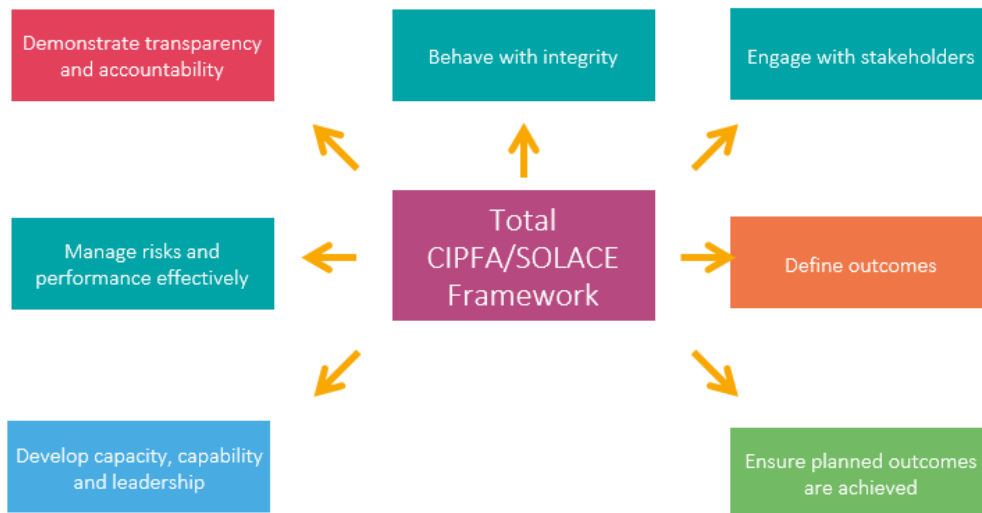 Demonstrate transparency
and accountability
Behave with integrity
Engage with stakeholders
Manage risks and
performance effectively
Total
CIPFA/SOLACE
Framework
Define outcomes
Develop capacity, capability
and leadership
Ensure planned outcomes
are achieved